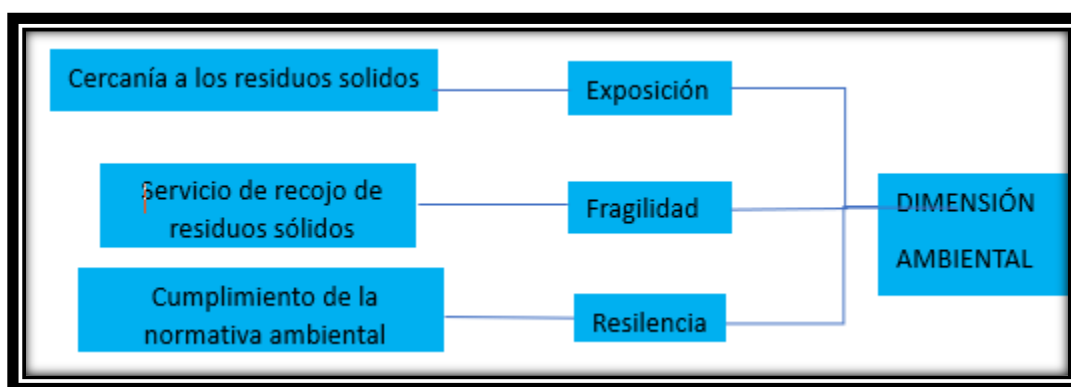 Cercanía a los residuos solidos
Exposición
Servicio de recojo de
residuos sólidos
Fragilidad
DIMENSIÓN
AMBIENTAL
Cumplimiento de la
normativa ambiental
Resilencia